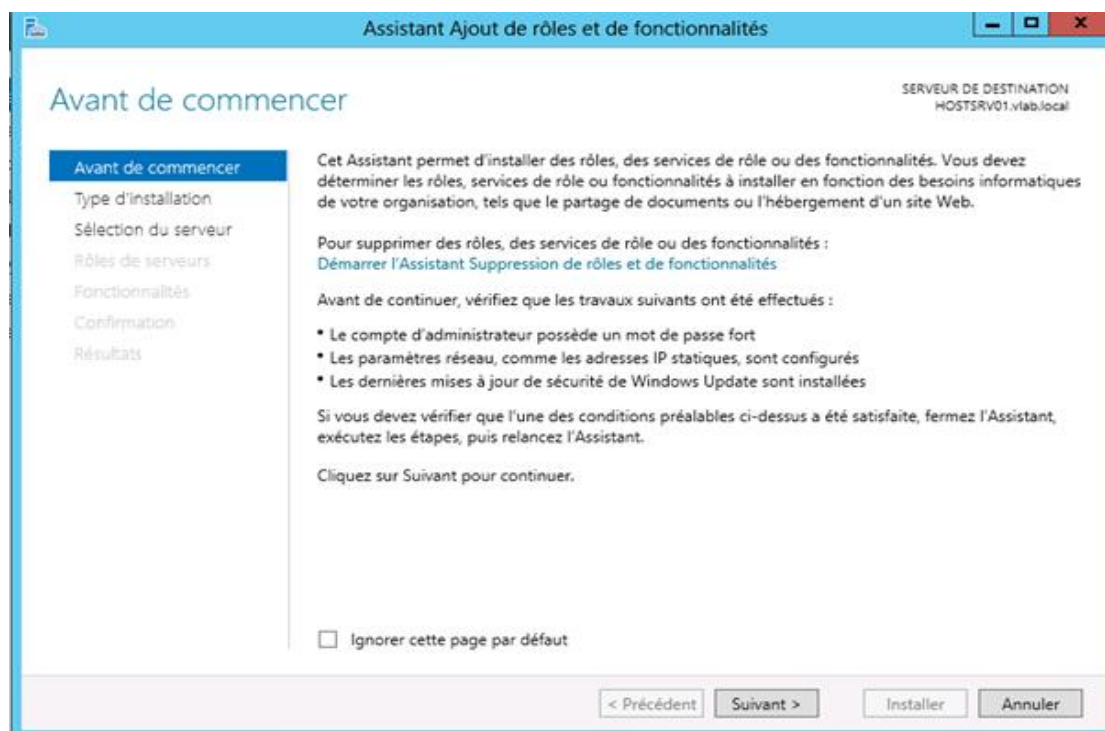 Assistant Ajout de rôles et de fonctionnalités
Avant de commencer
SERVEUR DE DESTINATION
HOSTSRV01.vlab.local
Avant de commencer
Type d'installation
Sélection du serveur
Rôles de serveurs
Fonctionnalités
Confirmation
Résultats
Cet Assistant permet d'installer des rôles, des services de rôle ou des fonctionnalités. Vous devez
déterminer les rôles, services de rôle ou fonctionnalités à installer en fonction des besoins informatiques
de votre organisation, tels que le partage de documents ou l'hébergement d'un site Web.
Pour supprimer des rôles, des services de rôle ou des fonctionnalités :
Démarrer l'Assistant Suppression de rôles et de fonctionnalités
Avant de continuer, vérifiez que les travaux suivants ont été effectués :
• Le compte d'administrateur possède un mot de passe fort
• Les paramètres réseau, comme les adresses IP statiques, sont configurés
• Les dernières mises à jour de sécurité de Windows Update sont installées
Si vous devez vérifier que l'une des conditions préalables ci-dessus a été satisfaite, fermez l'Assistant,
exécutez les étapes, puis relancez l'Assistant.
Cliquez sur Suivant pour continuer.
Ignorer cette page par défaut
< Précédent
Suivant >
Installer
Annuler